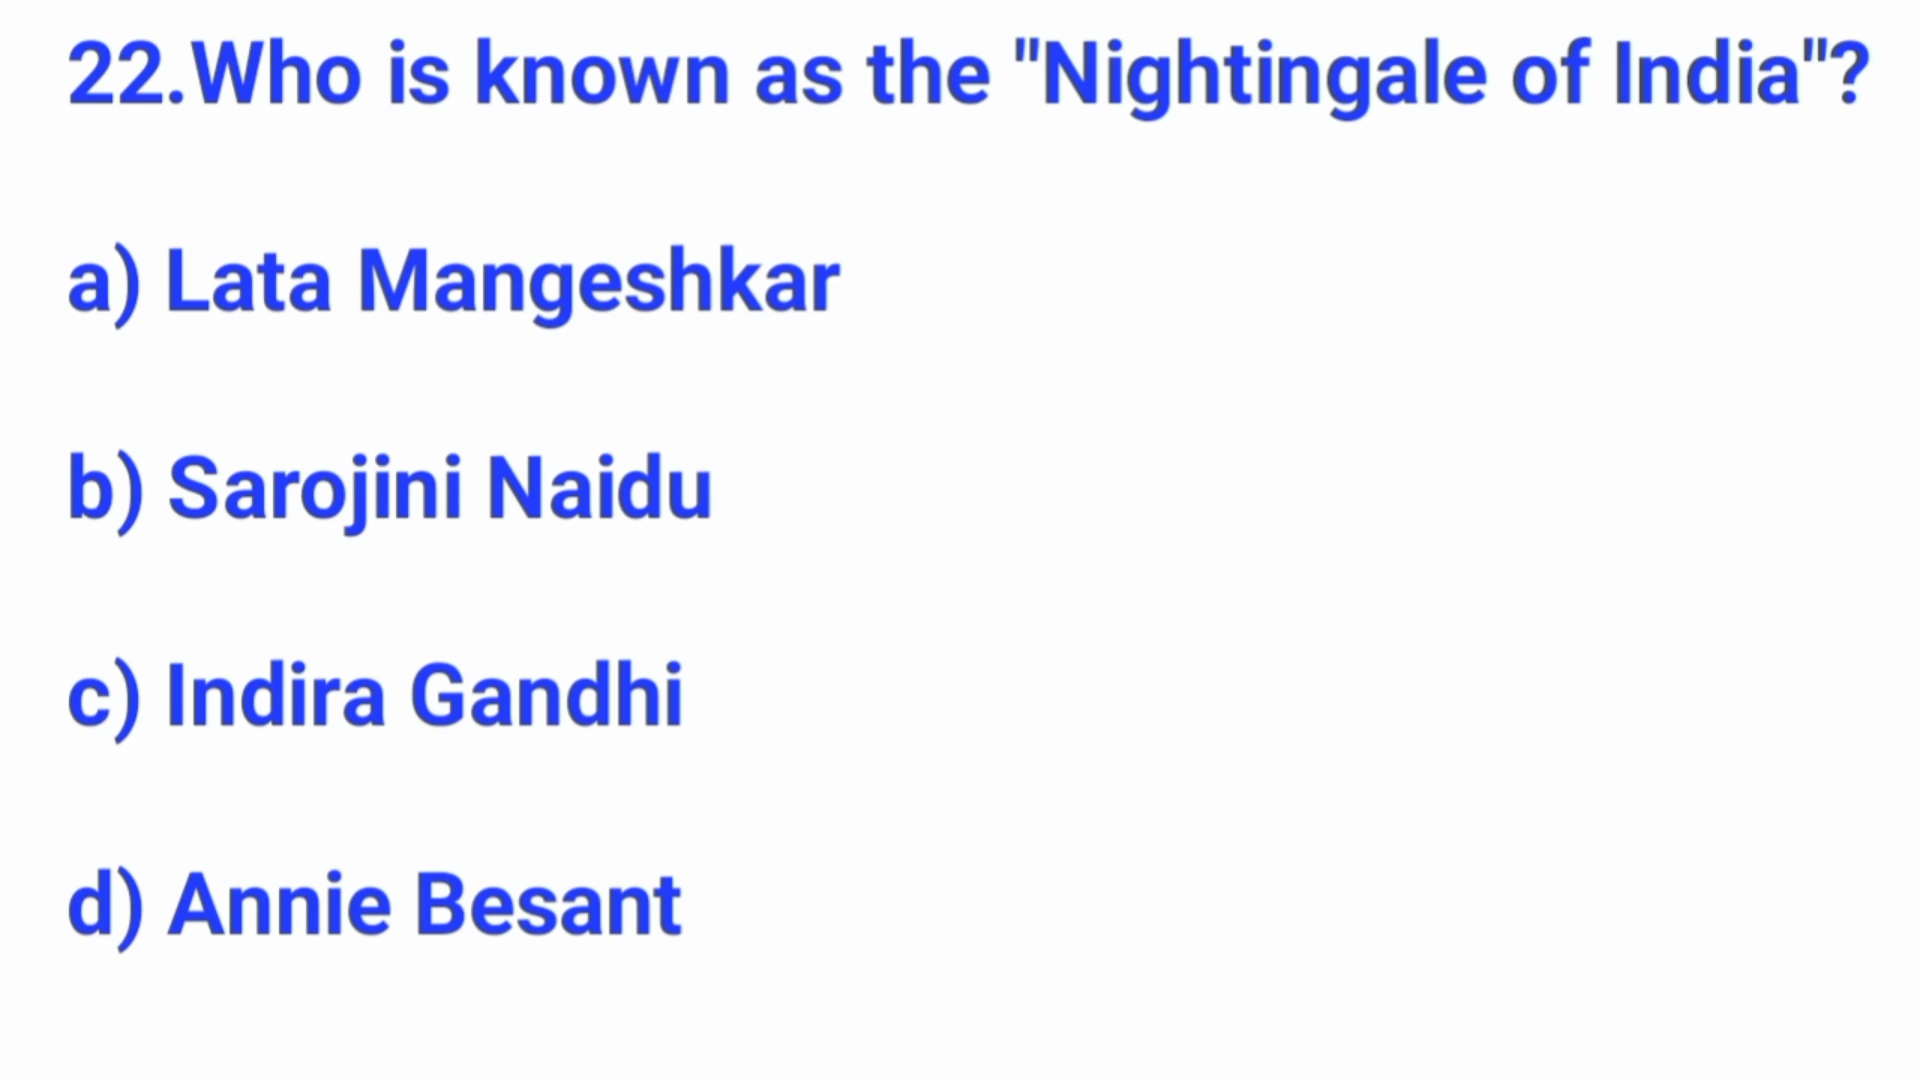 22.Who is known as the "Nightingale of India"?
a) Lata Mangeshkar
b) Sarojini Naidu
c) Indira Gandhi
d) Annie Besant